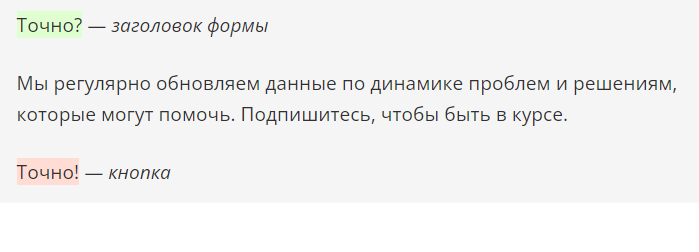 Точно? — заголовок формы
Мы регулярно обновляем данные по динамике проблем и решениям,
которые могут помочь. Подпишитесь, чтобы быть в курсе.
Точно! — кнопка